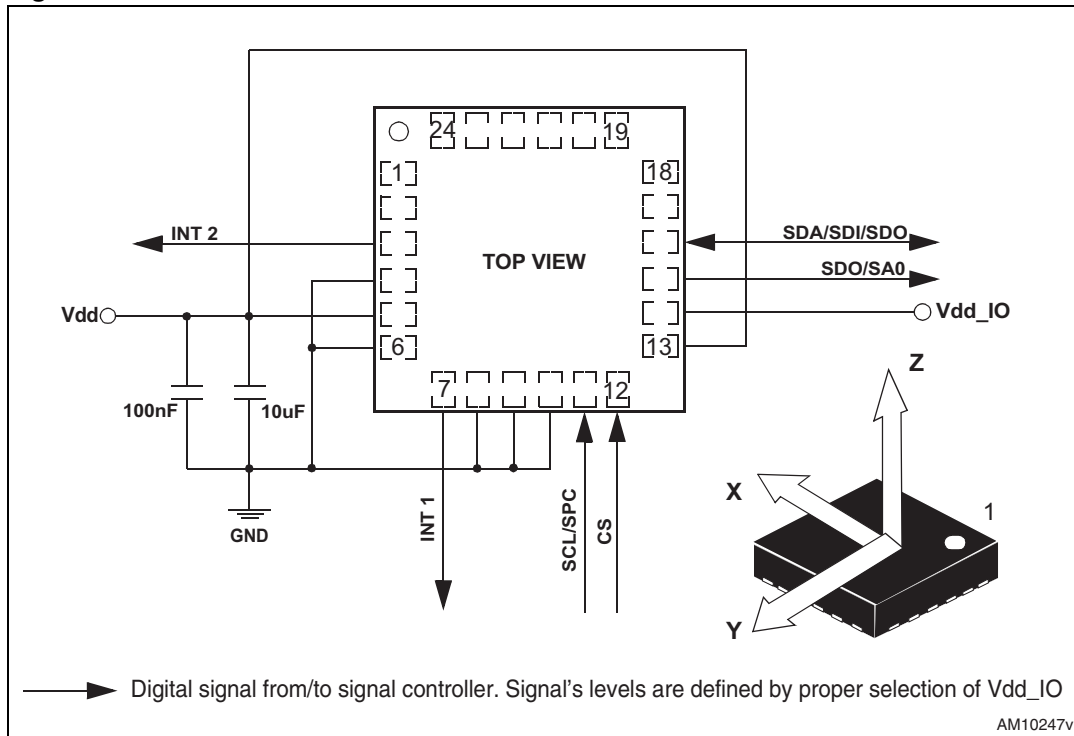 24
19
1
18
INT 2
SDA/SDI/SDO
TOP VIEW
SDO/SA0
Vdd
Vdd_IO
6
13
7
12
100nF
10uF
GND
INT 1
SCL/SPC
CS
Z
X
1
Y
Digital signal from/to signal controller. Signal's levels are defined by proper selection of Vdd_IO
AM10247v